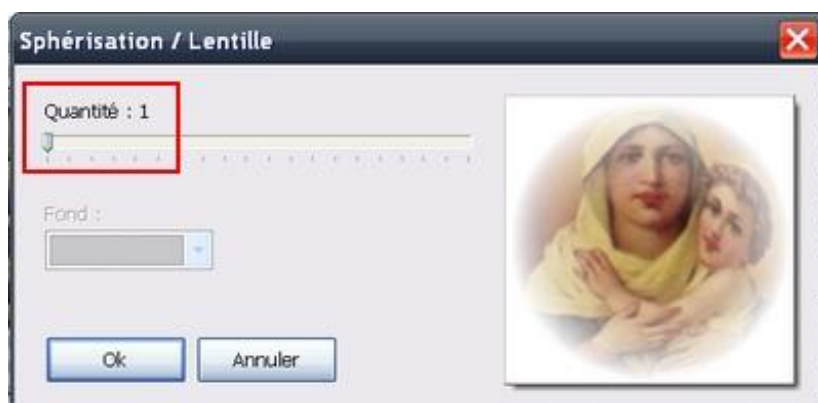 Sphérisation / Lentille
Quantité : 1
Fond :
Ok
Annuler